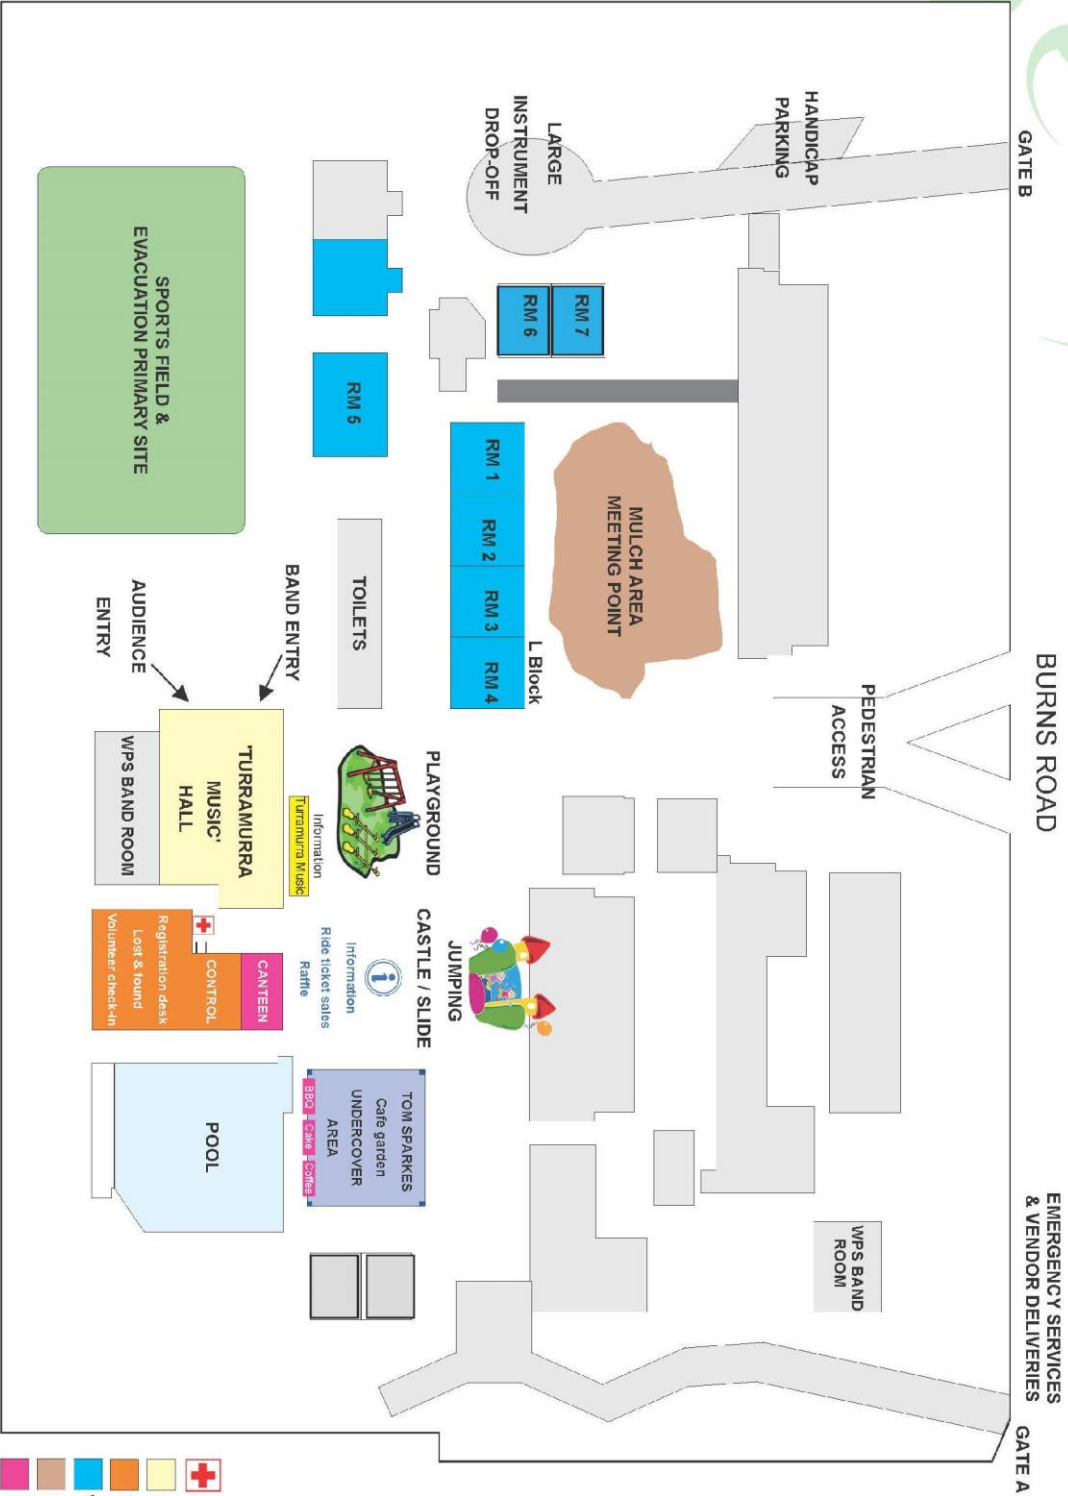 BURNS ROAD
GATE B
EMERGENCY SERVICES
& VENDOR DELIVERIES
GATE A
HANDICAP
PARKING
PEDESTRIAN
ACCESS
WPS BAND
ROOM
LARGE
INSTRUMENT
DROP-OFF
RM 7
RM 6
MULCH AREA
MEETING POINT
L Block
RM 1
RM 2
RM 3
RM 4
RM 5
TOILETS
PLAYGROUND
JUMPING
CASTLE / SLIDE
i
Information
Ride ticket sales
Raffle
TOM SPARKES
Cafe garden
UNDERCOVER
AREA
BBQ
Cake
Coffee
Information
Turramurra Music
BAND ENTRY
AUDIENCE
ENTRY
'TURRAMURRA
MUSIC'
HALL
WPS BAND ROOM
CANTEEN
CONTROL
Registration desk
Lost & found
Volunteer check-in
POOL
SPORTS FIELD &
EVACUATION PRIMARY SITE